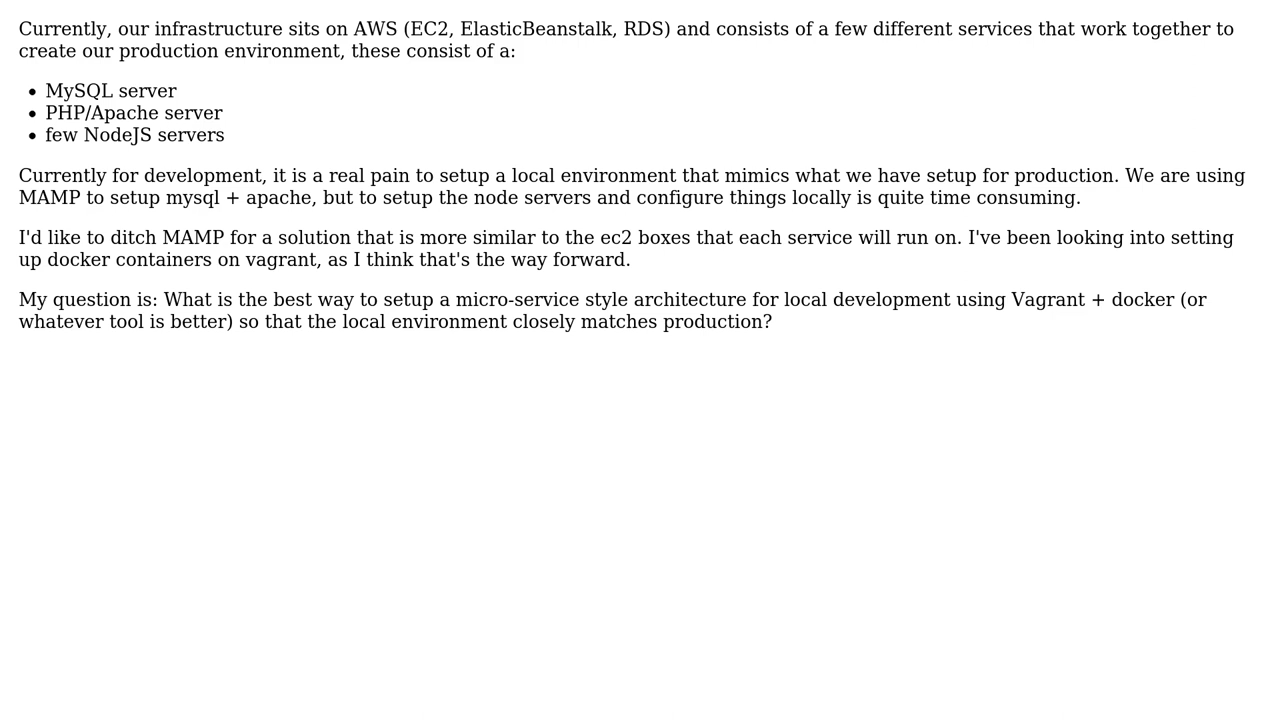 Currently, our infrastructure sits on AWS (EC2, ElasticBeanstalk, RDS) and consists of a few different services that work together to
create our production environment, these consist of a:
• MySQL server
• PHP/Apache server
• few NodeJS servers
Currently for development, it is a real pain to setup a local environment that mimics what we have setup for production. We are using
MAMP to setup mysql + apache, but to setup the node servers and configure things locally is quite time consuming.
I'd like to ditch MAMP for a solution that is more similar to the ec2 boxes that each service will run on. I've been looking into setting
up docker containers on vagrant, as I think that's the way forward.
My question is: What is the best way to setup a micro-service style architecture for local development using Vagrant + docker (or
whatever tool is better) so that the local environment closely matches production?